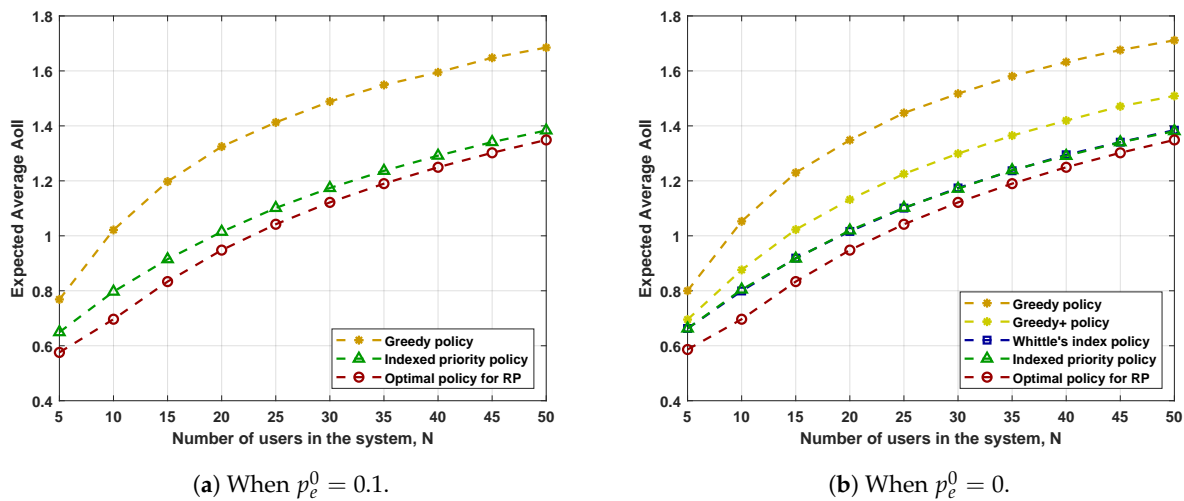 1.8
1.6
1.4
1.2
1
0.8
0.6
0.4
Expected Average AoII
5 10 15 20 25 30 35 40 45 50
Number of users in the system, N
Greedy policy
Indexed priority policy
Optimal policy for RP
(a) When p_e^0 = 0.1.
1.8
1.6
1.4
1.2
1
0.8
0.6
0.4
Expected Average AoII
5 10 15 20 25 30 35 40 45 50
Number of users in the system, N
Greedy policy
Greedy+ policy
Whittle's index policy
Indexed priority policy
Optimal policy for RP
(b) When p_e^0 = 0.